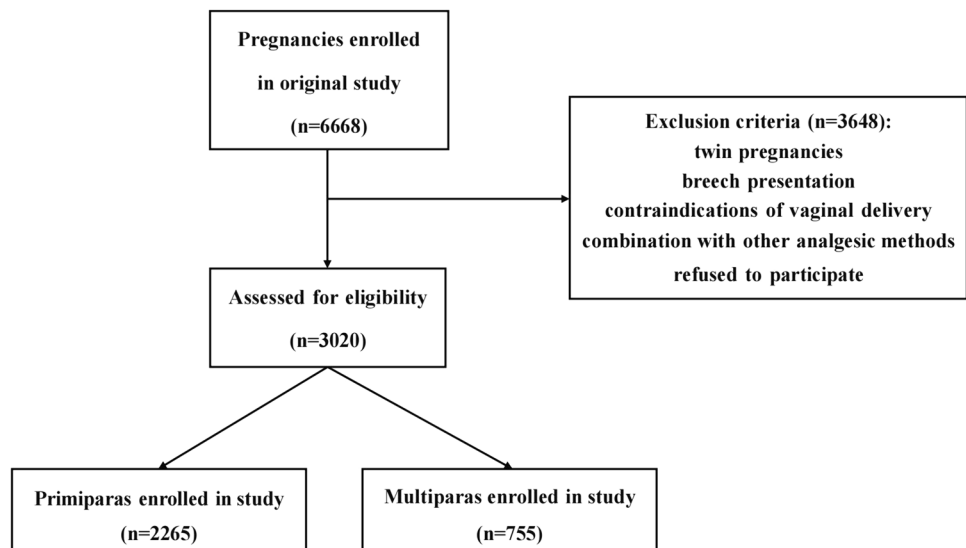 Pregnancies enrolled
in original study
(n=6668)
Exclusion criteria (n=3648):
twin pregnancies
breech presentation
contraindications of vaginal delivery
combination with other analgesic methods
refused to participate
Assessed for eligibility
(n=3020)
Primiparas enrolled in study
(n=2265)
Multiparas enrolled in study
(n=755)